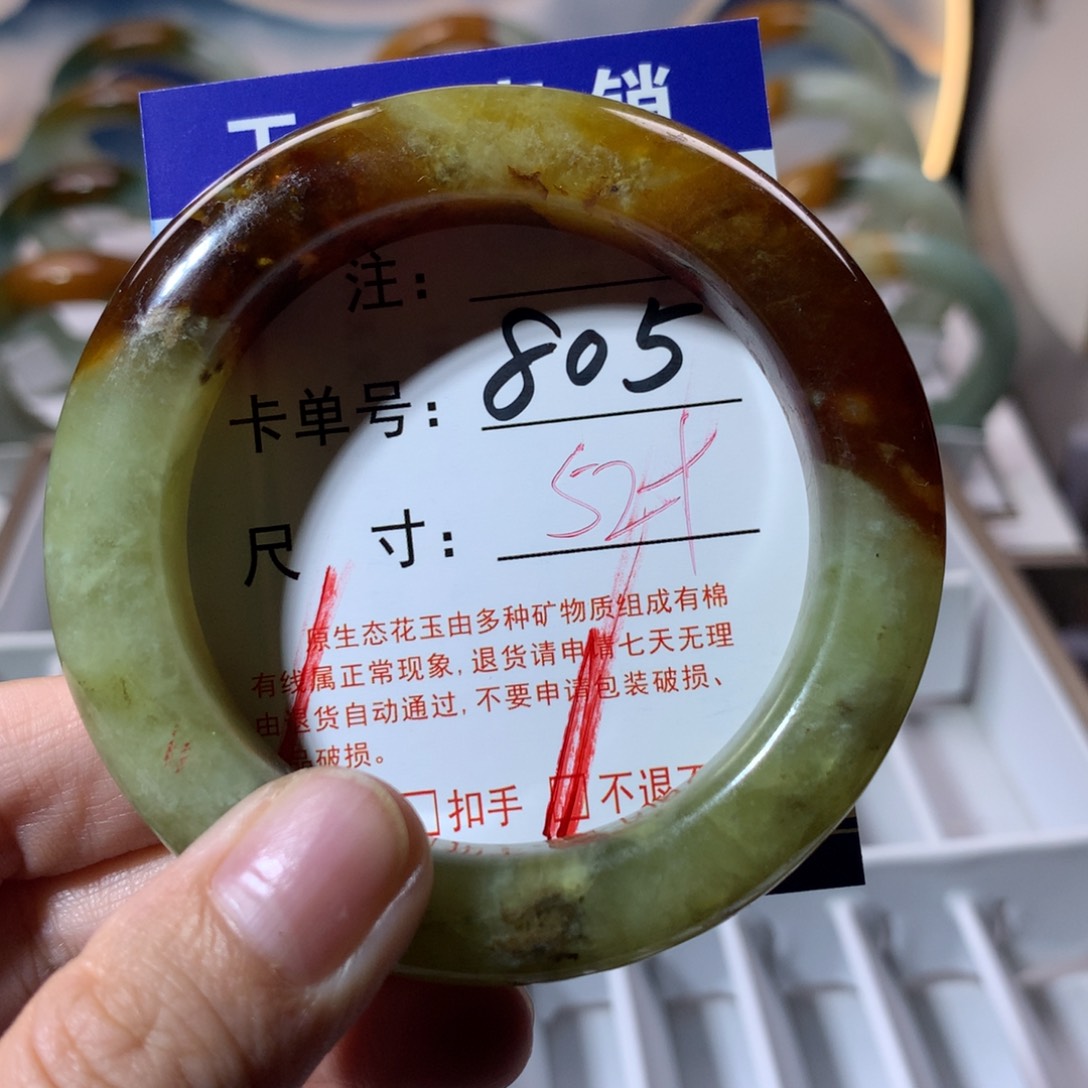 销
注：
卡单号： 805
尺 寸： 52
原生态花玉由多种矿物质组成有棉
有线属正常现象,退货请申请七天无理
由退货自动通过,不要申请包装破损、
破损。
扣手 不退